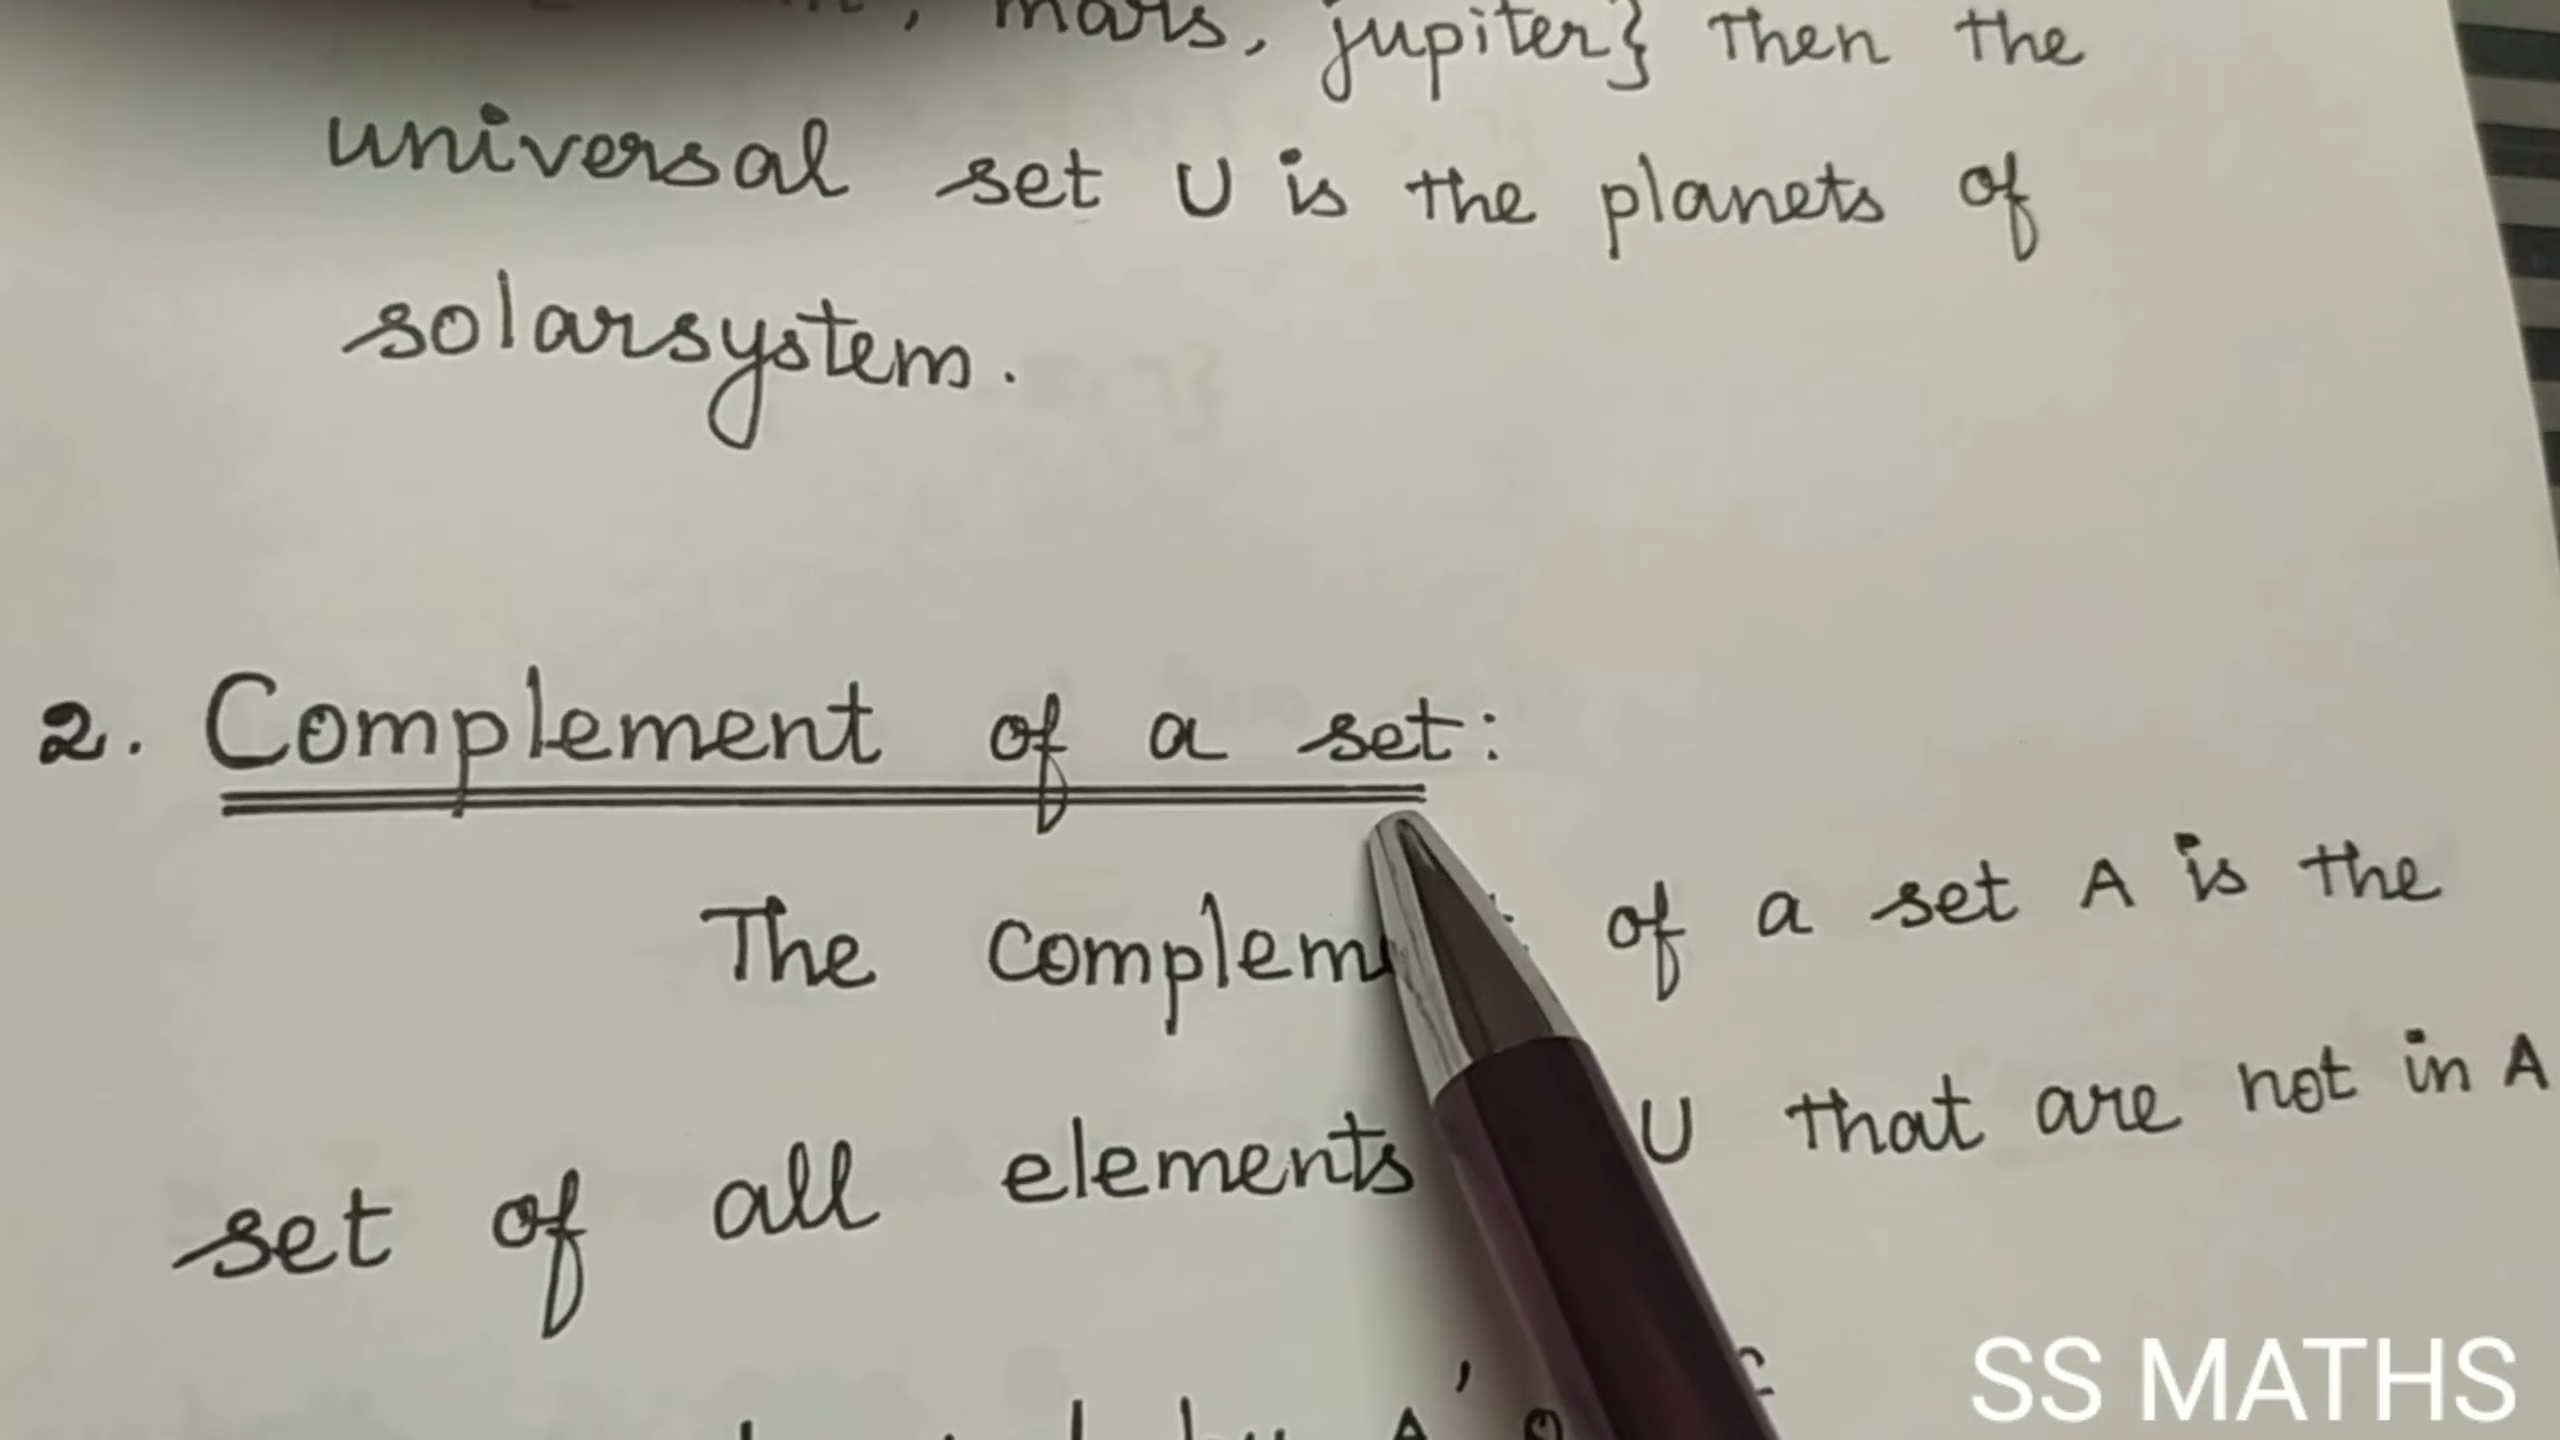 , mars, jupiter} Then the
universal set U is the planets of
solarsystem.
2. Complement of a set:
The of a set A is the
set of all elements U that are not in A
SS MATHS